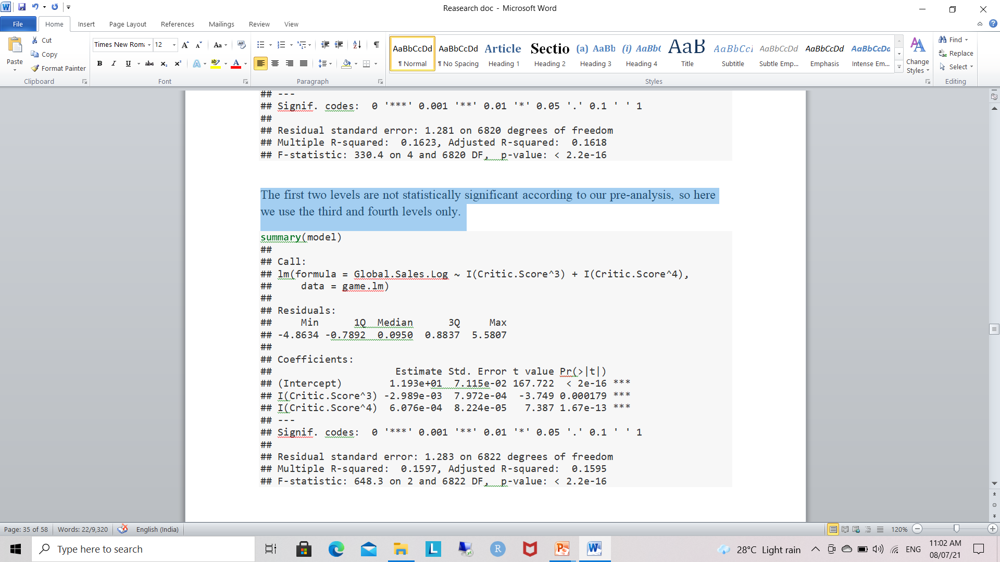 Reasearch doc - Microsoft Word
File Home Insert Page Layout References Mailings Review View
Cut
Copy
Format Painter
Paste
Clipboard
Times New Rom 12
Font
Paragraph
AaBbCcDd AaBbCcDd Article Sectio (a) AaBb (i) AaBbC AaB AaBbCcI AaBbCcDd AaBbCcDd AaBbCcDd
¶ Normal ¶ No Spacing Heading 1 Heading 2 Heading 3 Heading 4 Title Subtitle Subtle Emp... Emphasis Intense Em...
Styles
Change
Styles
Find
Replace
Select
Editing
## ---
## Signif. codes:  0 '***' 0.001 '**' 0.01 '*' 0.05 '.' 0.1 ' ' 1
##
## Residual standard error: 1.281 on 6820 degrees of freedom
## Multiple R-squared:  0.1623, Adjusted R-squared:  0.1618
## F-statistic: 330.4 on 4 and 6820 DF,  p-value: < 2.2e-16
The first two levels are not statistically significant according to our pre-analysis, so here
we use the third and fourth levels only.
summary(model)
##
## Call:
## lm(formula = Global.Sales.Log ~ I(Critic.Score^3) + I(Critic.Score^4),
##     data = game.lm)
##
## Residuals:
##     Min      1Q  Median      3Q     Max
## -4.8634 -0.7892  0.0950  0.8837  5.5807
##
## Coefficients:
##                     Estimate Std. Error t value Pr(>|t|)
## (Intercept)        1.193e+01  7.115e-02 167.722  < 2e-16 ***
## I(Critic.Score^3) -2.989e-03  7.972e-04  -3.749 0.000179 ***
## I(Critic.Score^4)  6.076e-04  8.224e-05   7.387 1.67e-13 ***
## ---
## Signif. codes:  0 '***' 0.001 '**' 0.01 '*' 0.05 '.' 0.1 ' ' 1
##
## Residual standard error: 1.283 on 6822 degrees of freedom
## Multiple R-squared:  0.1597, Adjusted R-squared:  0.1595
## F-statistic: 648.3 on 2 and 6822 DF,  p-value: < 2.2e-16
Page: 35 of 58 Words: 22/9,320 English (India) 120%
Type here to search
28°C Light rain ENG 11:02 AM
08/07/21